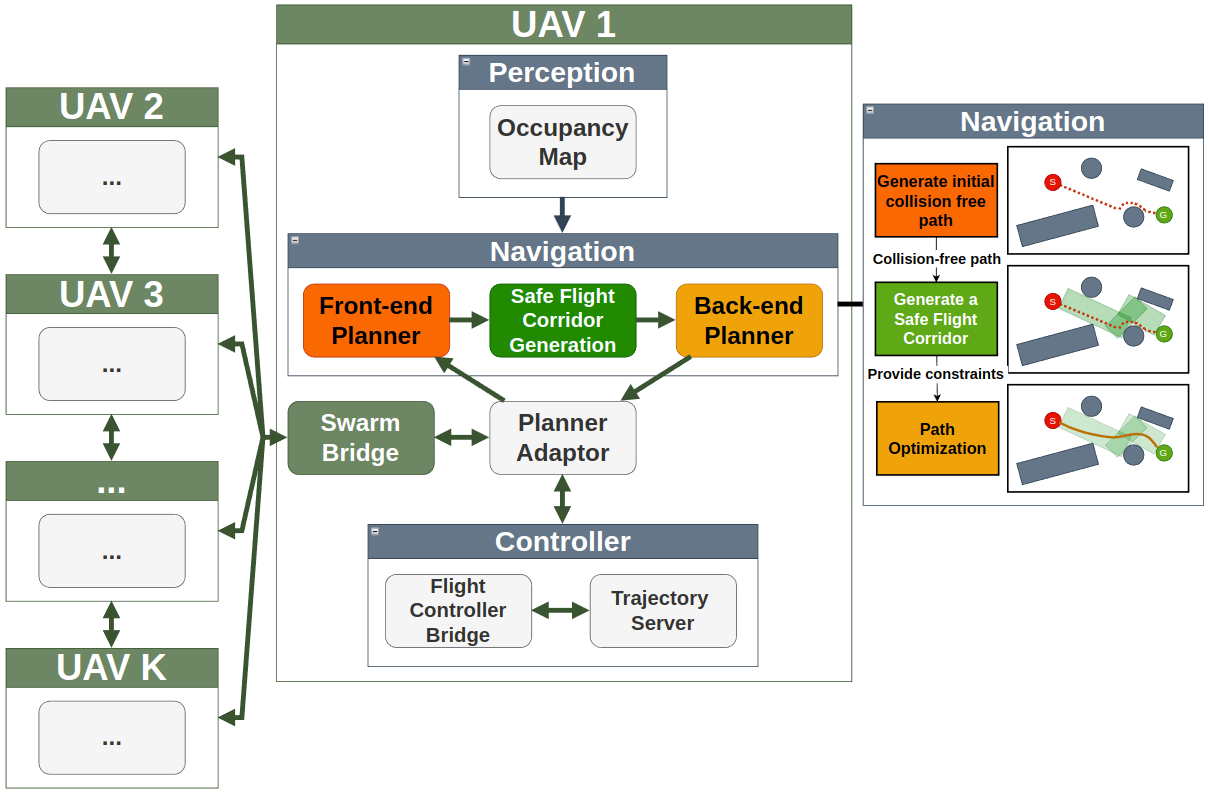 UAV 1
Perception
Occupancy
Map
Navigation
Front-end
Planner
Safe Flight
Corridor
Generation
Back-end
Planner
Swarm
Bridge
Planner
Adaptor
Controller
Flight
Controller
Bridge
Trajectory
Server
UAV 2
...
UAV 3
...
...
...
UAV K
...
Navigation
Generate initial
collision free
path
Collision-free path
Generate a
Safe Flight
Corridor
Provide constraints
Path
Optimization
S
G
S
G
S
G